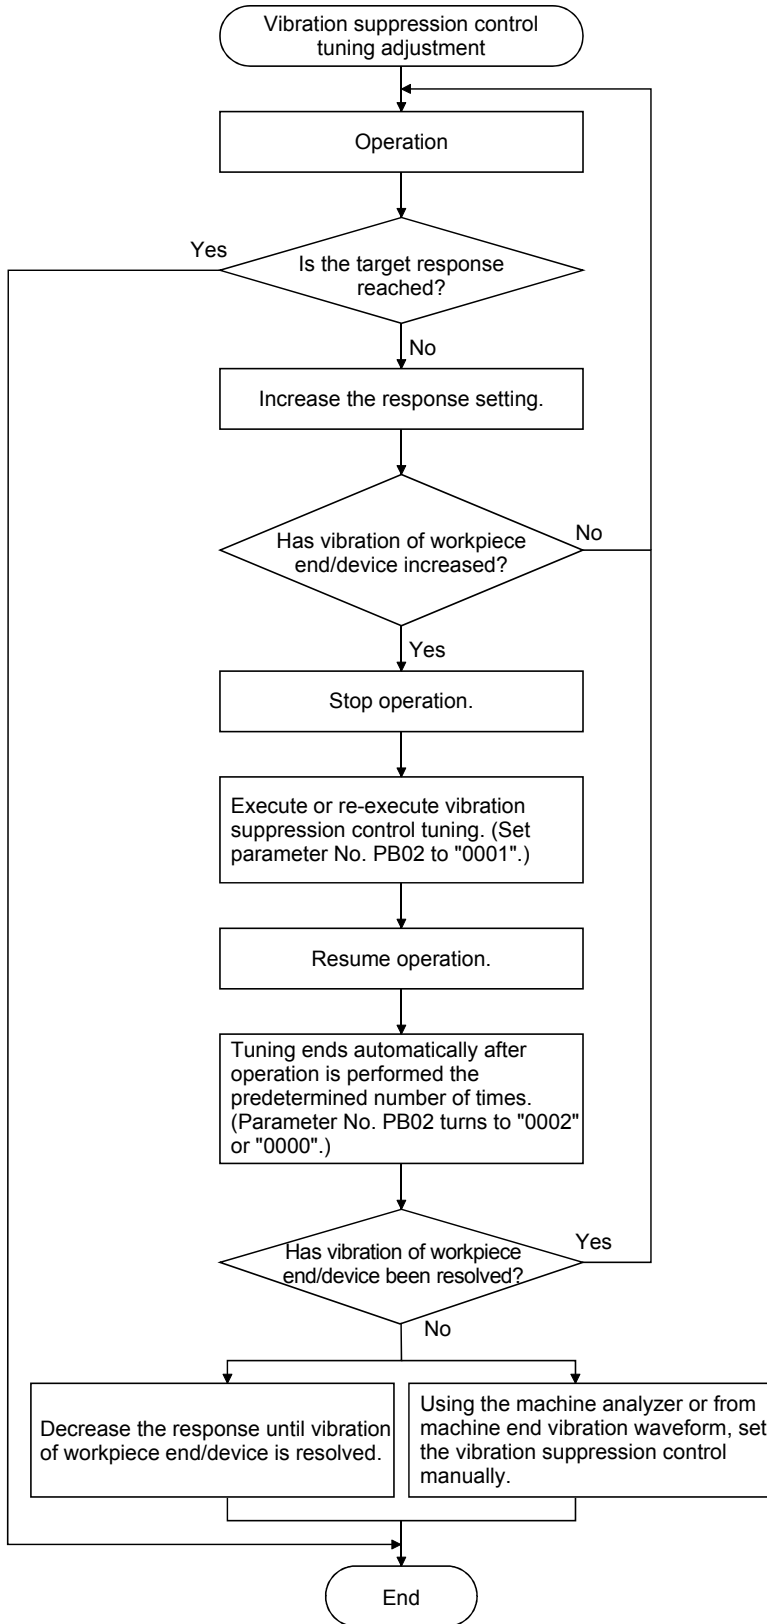 Vibration suppression control
tuning adjustment
Operation
Yes
Is the target response
reached?
No
Increase the response setting.
Has vibration of workpiece
end/device increased?
No
Yes
Stop operation.
Execute or re-execute vibration
suppression control tuning. (Set
parameter No. PB02 to "0001".)
Resume operation.
Tuning ends automatically after
operation is performed the
predetermined number of times.
(Parameter No. PB02 turns to "0002"
or "0000".)
Has vibration of workpiece
end/device been resolved?
Yes
No
Decrease the response until vibration
of workpiece end/device is resolved.
Using the machine analyzer or from
machine end vibration waveform, set
the vibration suppression control
manually.
End